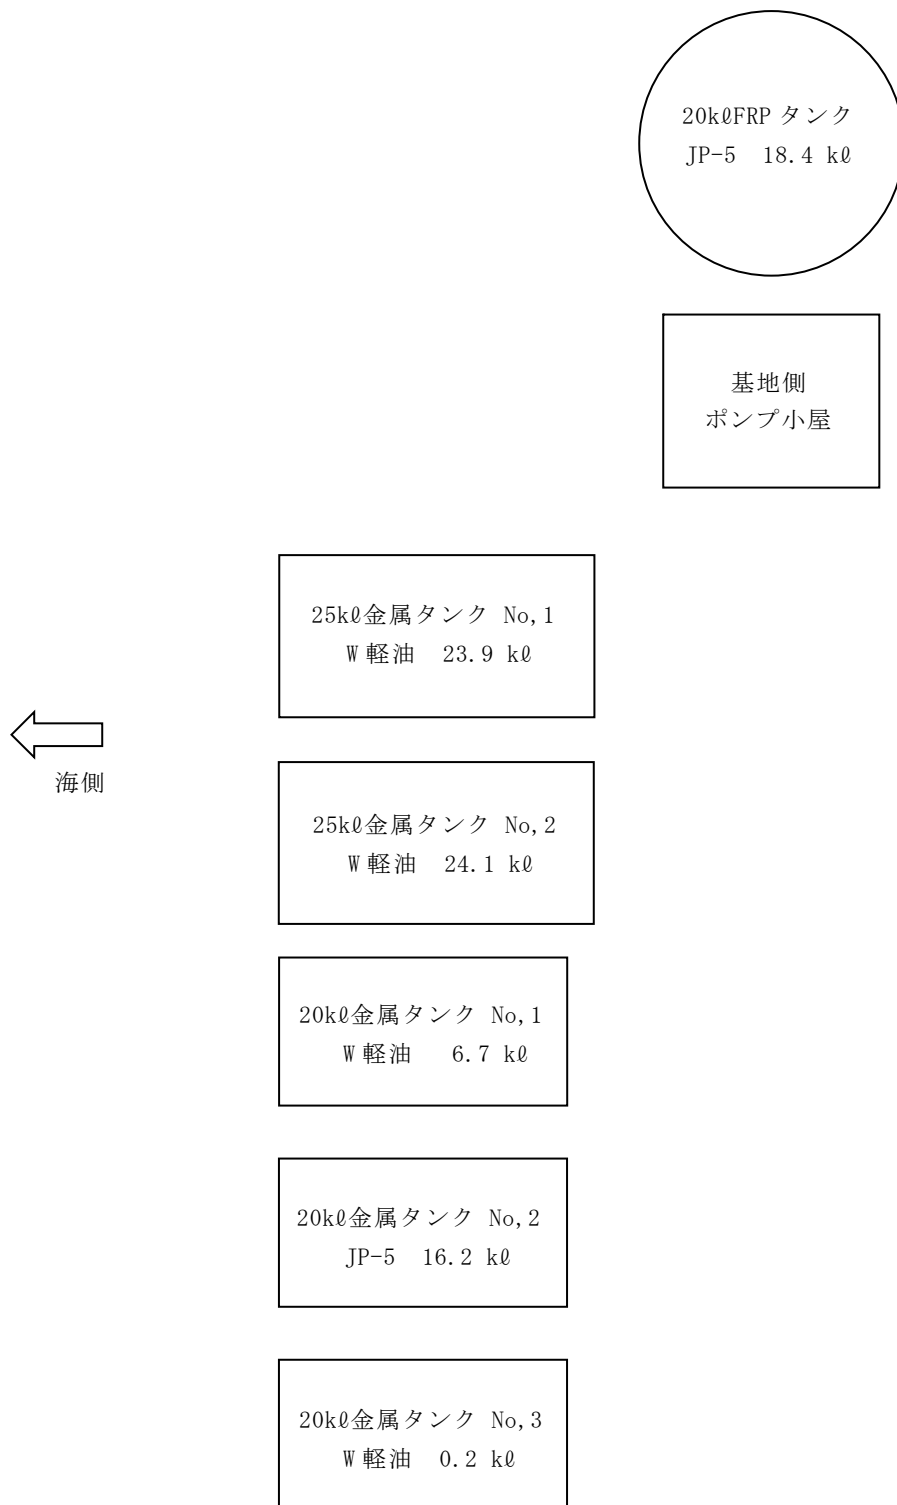 20kℓFRP タンク
JP-5　18.4 kℓ
基地側
ポンプ小屋
25kℓ金属タンク No,1
W 軽油　23.9 kℓ
海側
25kℓ金属タンク No,2
W 軽油　24.1 kℓ
20kℓ金属タンク No,1
W 軽油　 6.7 kℓ
20kℓ金属タンク No,2
JP-5　16.2 kℓ
20kℓ金属タンク No,3
W 軽油　0.2 kℓ